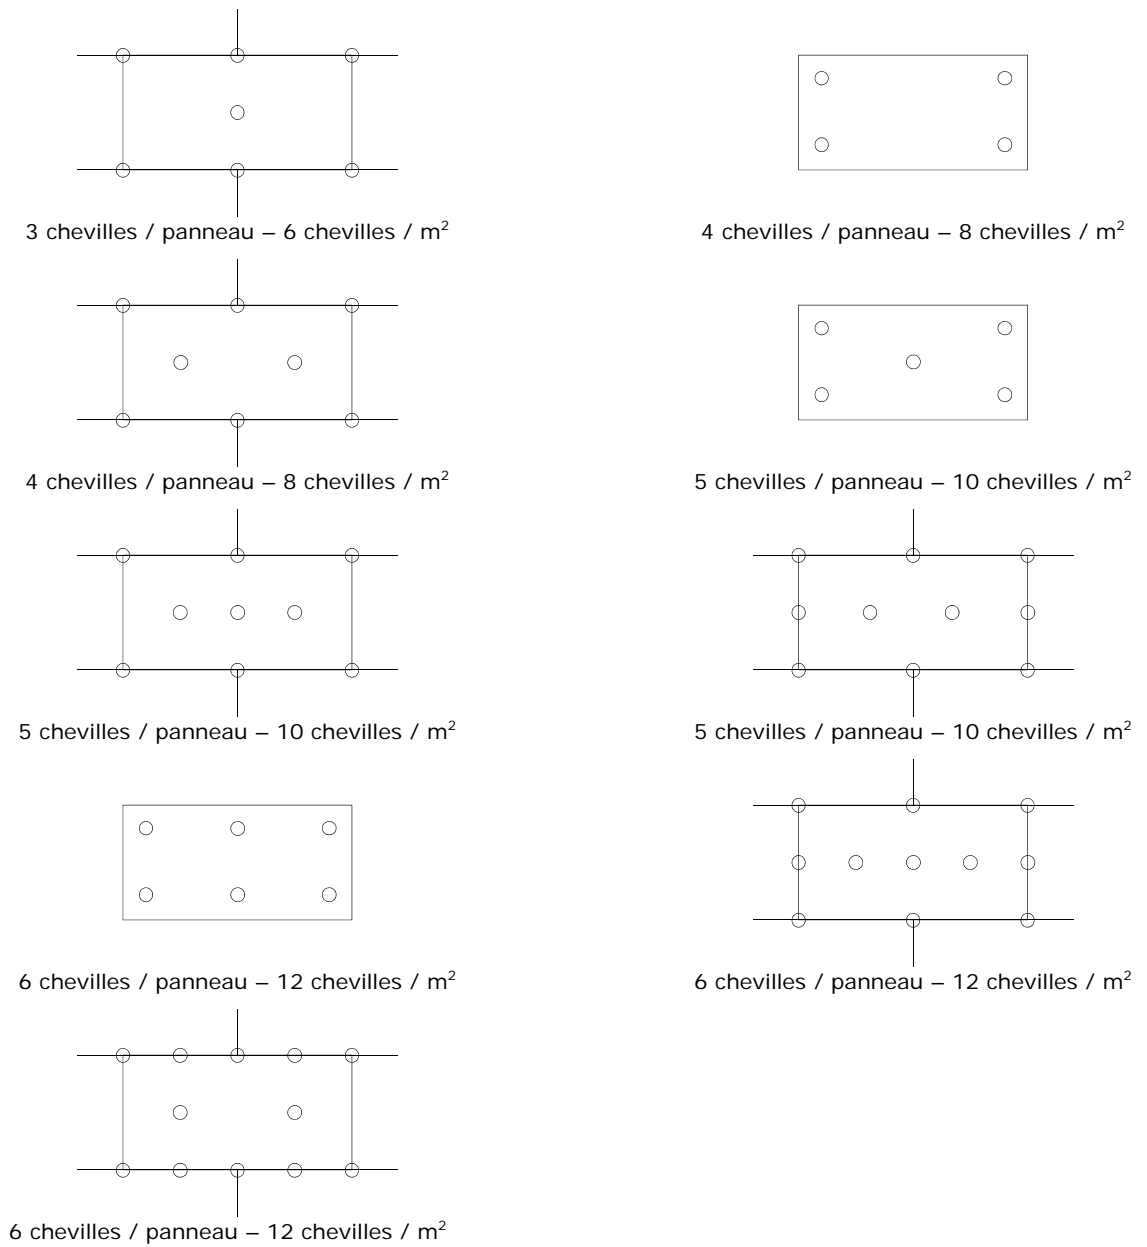 3 chevilles / panneau – 6 chevilles / m²
4 chevilles / panneau – 8 chevilles / m²
4 chevilles / panneau – 8 chevilles / m²
5 chevilles / panneau – 10 chevilles / m²
5 chevilles / panneau – 10 chevilles / m²
5 chevilles / panneau – 10 chevilles / m²
6 chevilles / panneau – 12 chevilles / m²
6 chevilles / panneau – 12 chevilles / m²
6 chevilles / panneau – 12 chevilles / m²